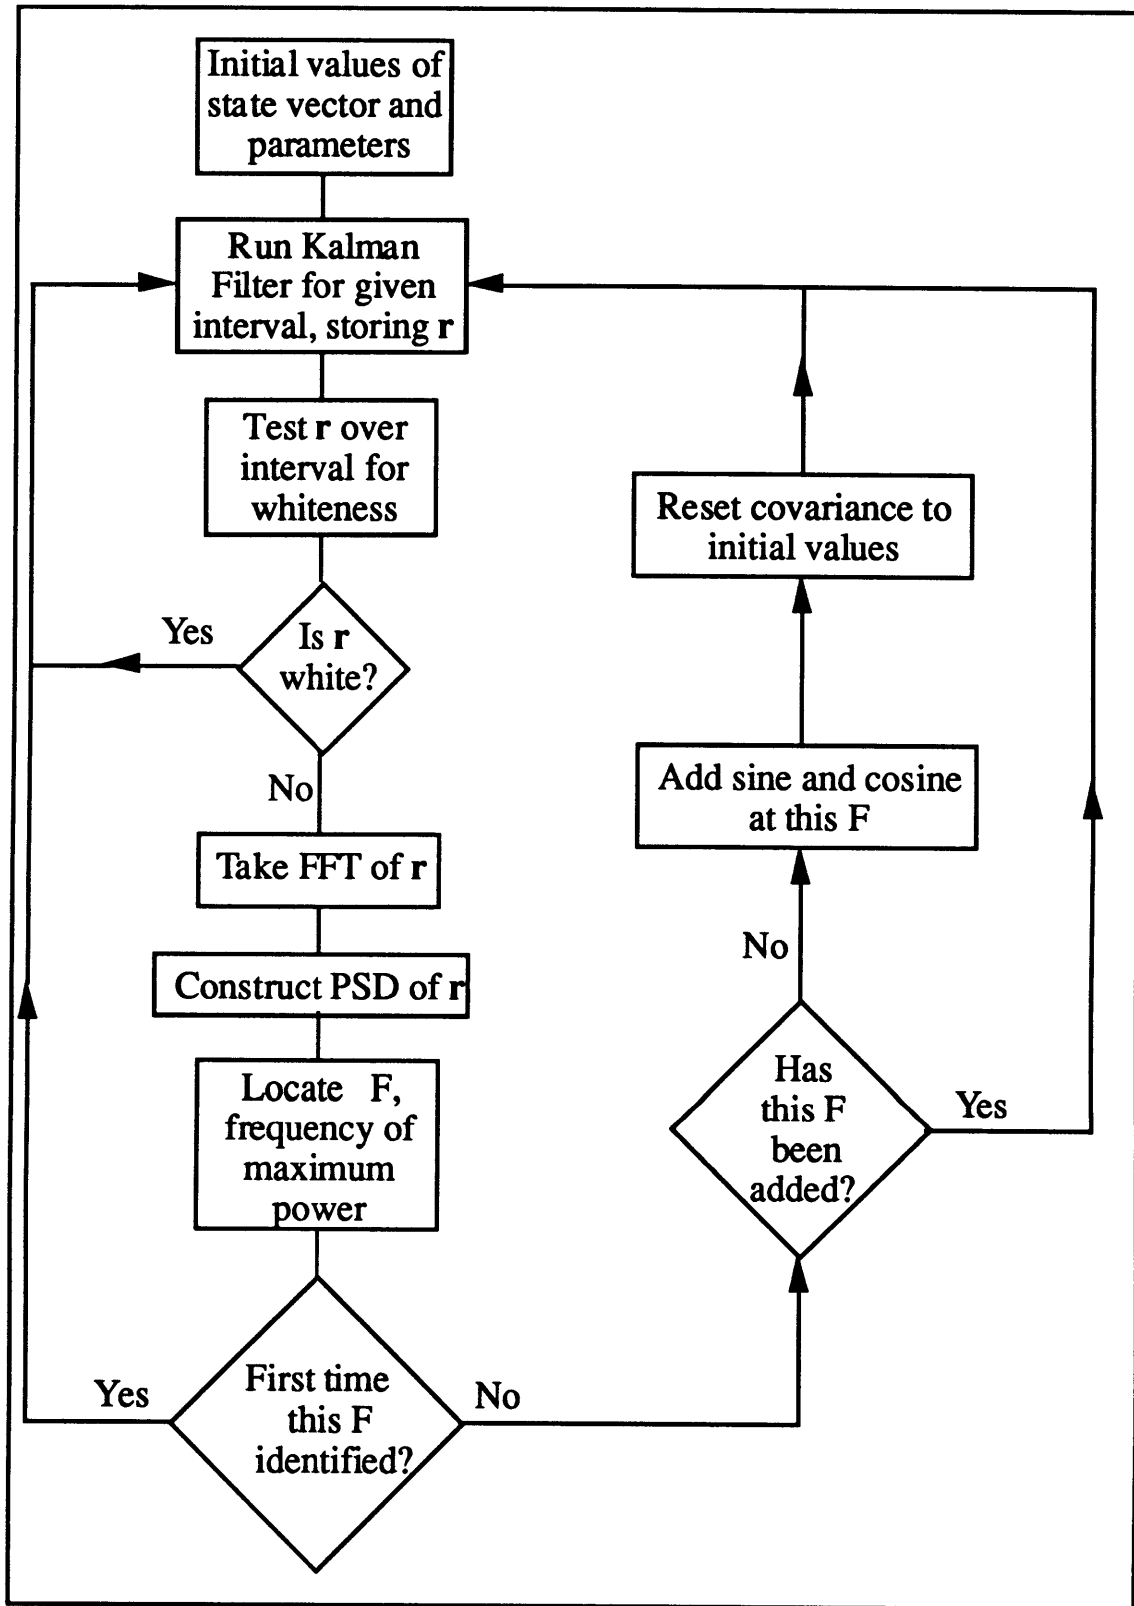 Initial values of
state vector and
parameters
Run Kalman
Filter for given
interval, storing r
Test r over
interval for
whiteness
Is r
white?
Yes
No
Take FFT of r
Construct PSD of r
Locate F,
frequency of
maximum
power
First time
this F
identified?
Yes
No
Has
this F
been
added?
Yes
No
Add sine and cosine
at this F
Reset covariance to
initial values